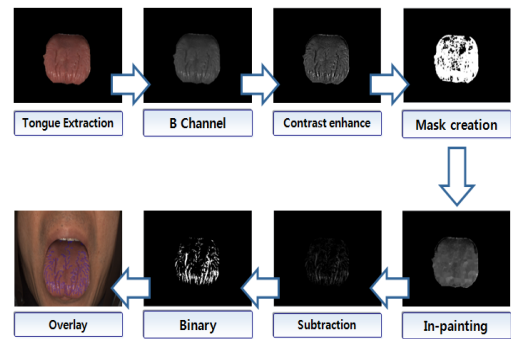 Tongue Extraction
B Channel
Contrast enhance
Mask creation
Overlay
Binary
Subtraction
In-painting